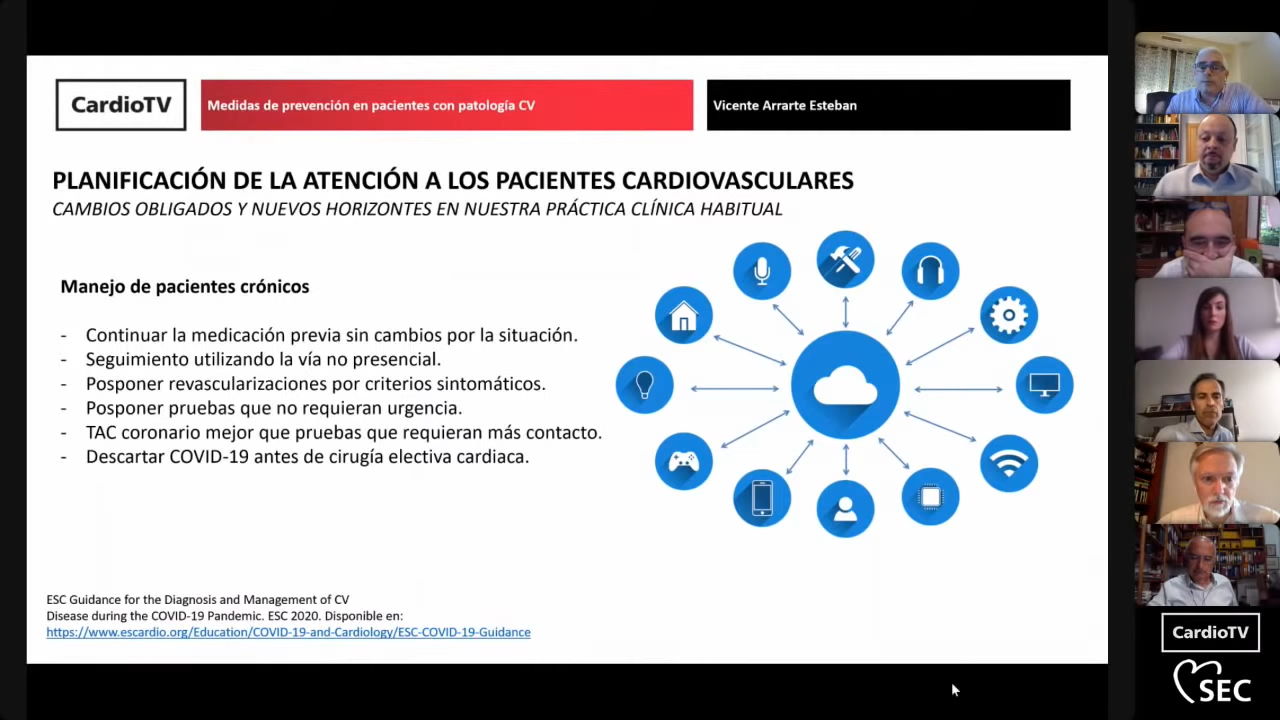 CardioTV
Medidas de prevención en pacientes con patología CV
Vicente Arrarte Esteban
PLANIFICACIÓN DE LA ATENCIÓN A LOS PACIENTES CARDIOVASCULARES
CAMBIOS OBLIGADOS Y NUEVOS HORIZONTES EN NUESTRA PRÁCTICA CLÍNICA HABITUAL
Manejo de pacientes crónicos
- Continuar la medicación previa sin cambios por la situación.
- Seguimiento utilizando la vía no presencial.
- Posponer revascularizaciones por criterios sintomáticos.
- Posponer pruebas que no requieran urgencia.
- TAC coronario mejor que pruebas que requieran más contacto.
- Descartar COVID-19 antes de cirugía electiva cardiaca.
ESC Guidance for the Diagnosis and Management of CV
Disease during the COVID-19 Pandemic. ESC 2020. Disponible en:
https://www.escardio.org/Education/COVID-19-and-Cardiology/ESC-COVID-19-Guidance
CardioTV
SEC